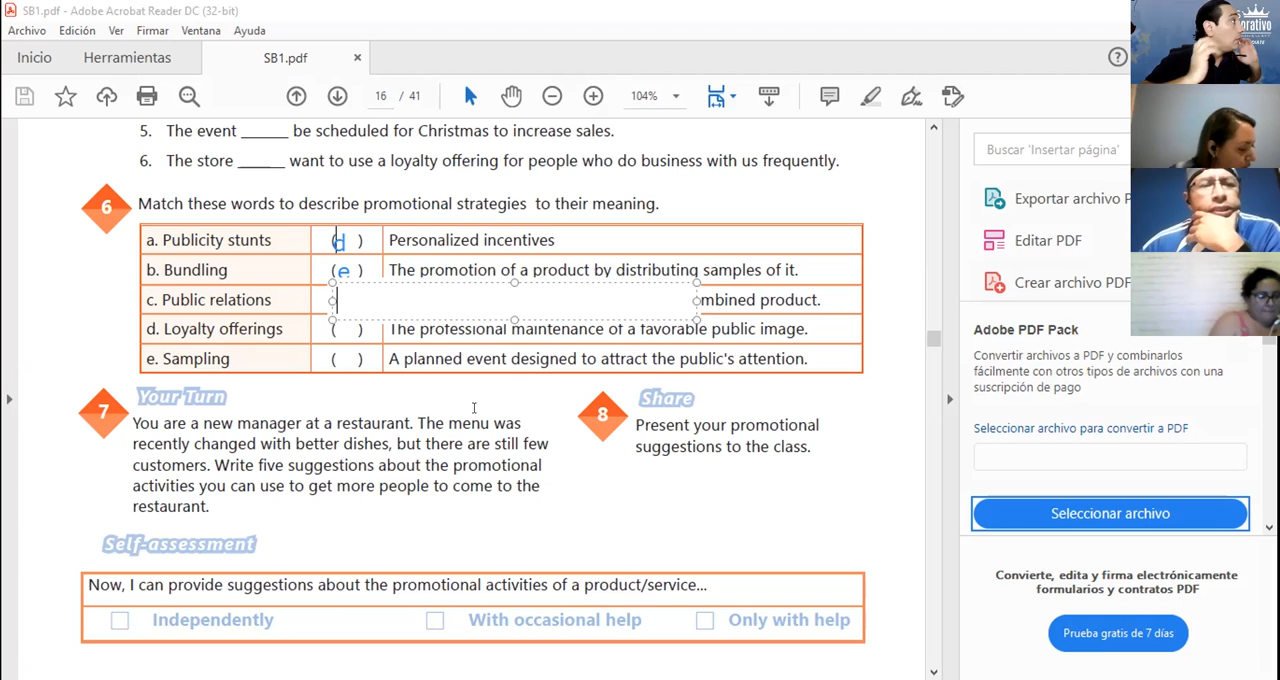 SB1.pdf - Adobe Acrobat Reader DC (32-bit)
Archivo Edición Ver Firmar Ventana Ayuda
Inicio Herramientas SB1.pdf ×
16 / 41 104%
5. The event ______ be scheduled for Christmas to increase sales.
6. The store ______ want to use a loyalty offering for people who do business with us frequently.
6 Match these words to describe promotional strategies to their meaning.
a. Publicity stunts (d ) Personalized incentives
b. Bundling (e ) The promotion of a product by distributing samples of it.
c. Public relations mbined product.
d. Loyalty offerings ( ) The professional maintenance of a favorable public image.
e. Sampling ( ) A planned event designed to attract the public's attention.
7 Your Turn
You are a new manager at a restaurant. The menu was
recently changed with better dishes, but there are still few
customers. Write five suggestions about the promotional
activities you can use to get more people to come to the
restaurant.
8 Share
Present your promotional
suggestions to the class.
Self-assessment
Now, I can provide suggestions about the promotional activities of a product/service...
Independently With occasional help Only with help
Buscar 'Insertar página'
Exportar archivo P
Editar PDF
Crear archivo PDF
Adobe PDF Pack
Convertir archivos a PDF y combinarlos
fácilmente con otros tipos de archivos con una
suscripción de pago
Seleccionar archivo para convertir a PDF
Seleccionar archivo
Convierte, edita y firma electrónicamente
formularios y contratos PDF
Prueba gratis de 7 días
orativo